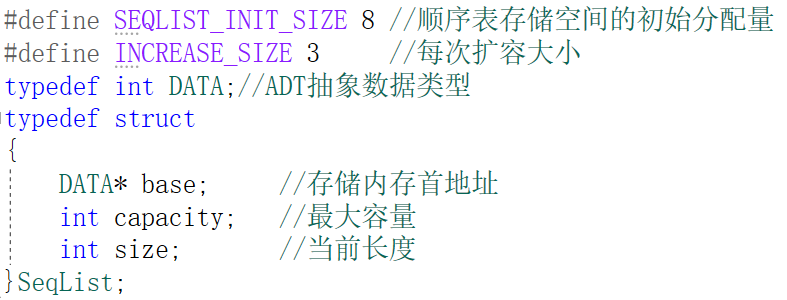 #define SEQLIST_INIT_SIZE 8 //顺序表存储空间的初始分配量
#define INCREASE_SIZE 3 //每次扩容大小
typedef int DATA;//ADT抽象数据类型
typedef struct
{
DATA* base; //存储内存首地址
int capacity; //最大容量
int size; //当前长度
}SeqList;